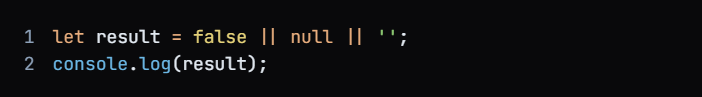 1 let result = false || null || '';
2 console.log(result);